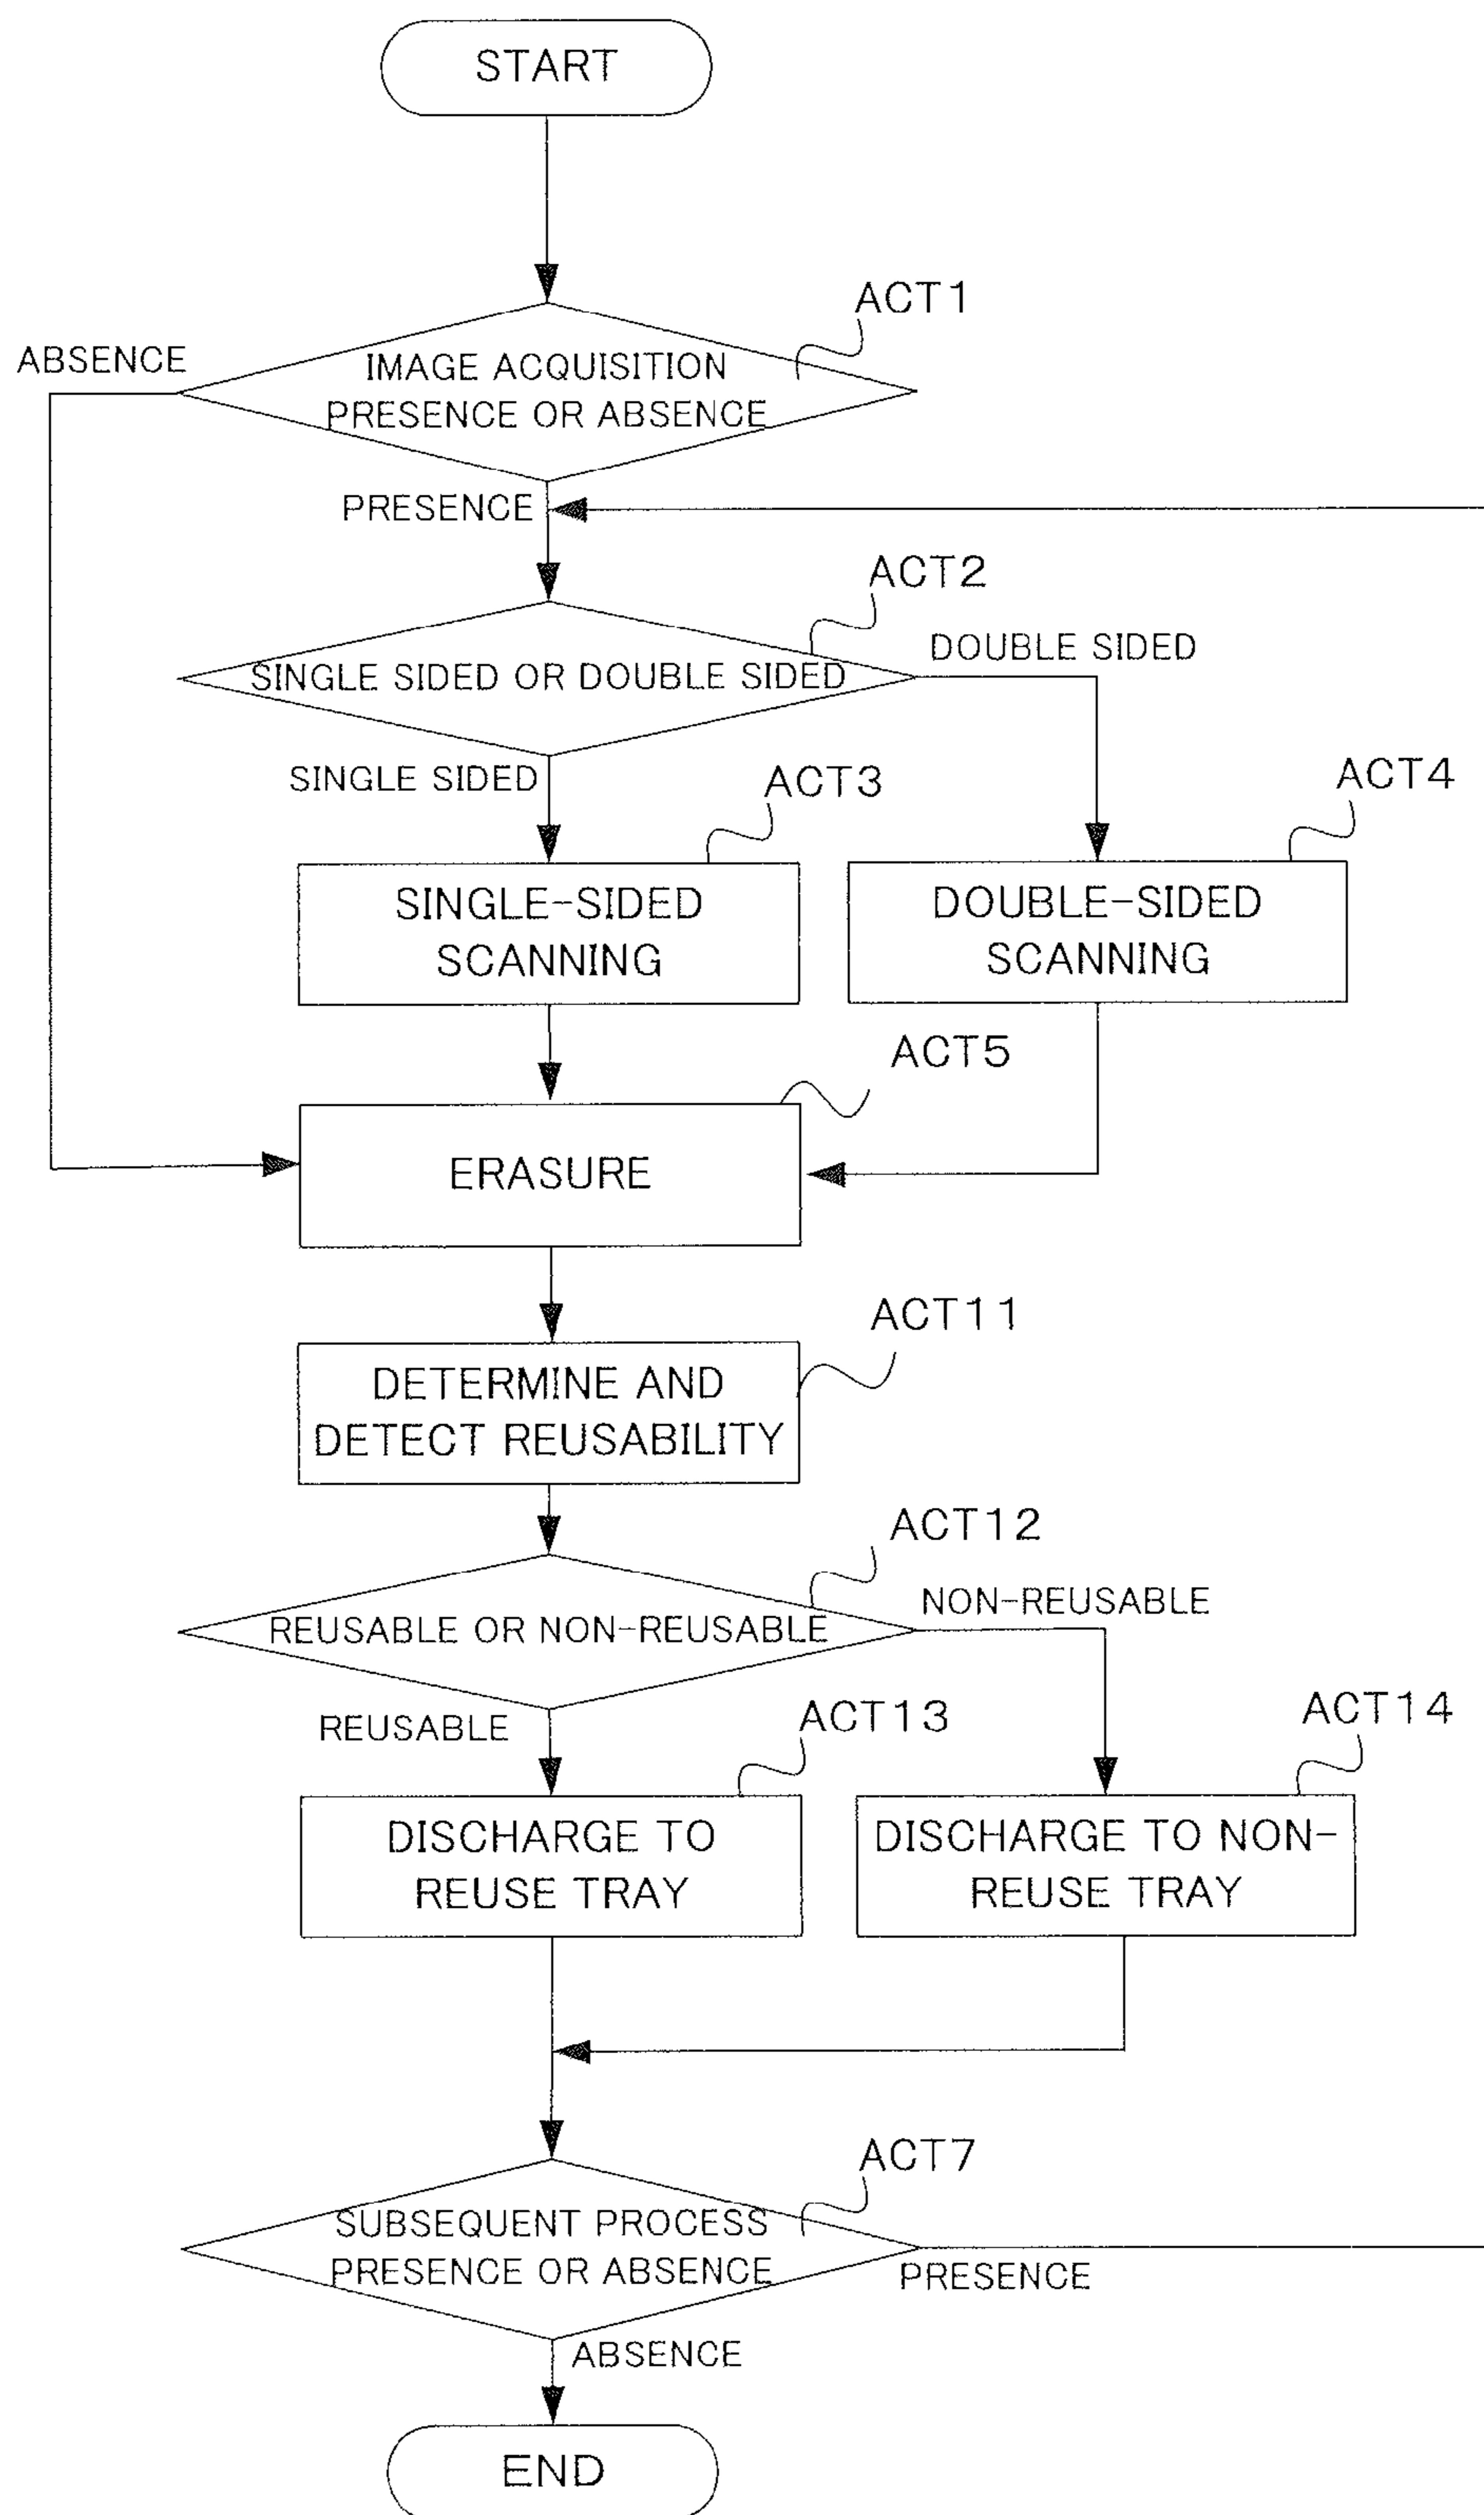 START
ACT1
ABSENCE
IMAGE ACQUISITION
PRESENCE OR ABSENCE
PRESENCE
ACT2
DOUBLE SIDED
SINGLE SIDED OR DOUBLE SIDED
SINGLE SIDED
ACT3
ACT4
SINGLE-SIDED
SCANNING
DOUBLE-SIDED
SCANNING
ACT5
ERASURE
ACT11
DETERMINE AND
DETECT REUSABILITY
ACT12
NON-REUSABLE
REUSABLE OR NON-REUSABLE
REUSABLE
ACT13
ACT14
DISCHARGE TO
REUSE TRAY
DISCHARGE TO NON-
REUSE TRAY
ACT7
SUBSEQUENT PROCESS
PRESENCE OR ABSENCE
PRESENCE
ABSENCE
END